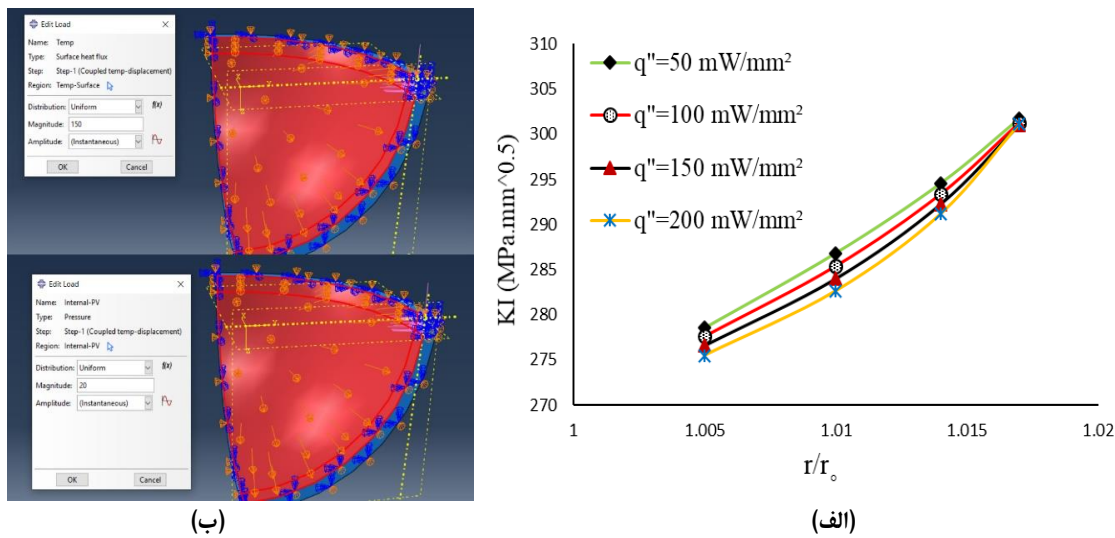 Edit Load
Name: Temp
Type: Surface heat flux
Step: Step-1 (Coupled temp-displacement)
Region: Temp-Surface
Distribution: Uniform f(x)
Magnitude: 150
Amplitude: (Instantaneous)
OK Cancel
Edit Load
Name: Internal-PV
Type: Pressure
Step: Step-1 (Coupled temp-displacement)
Region: Internal-PV
Distribution: Uniform f(x)
Magnitude: 20
Amplitude: (Instantaneous)
OK Cancel
(ب)
KI (MPa.mm^0.5)
310
305
300
295
290
285
280
275
270
q"=50 mW/mm²
q"=100 mW/mm²
q"=150 mW/mm²
q"=200 mW/mm²
1 1.005 1.01 1.015 1.02
r/r。
(الف)